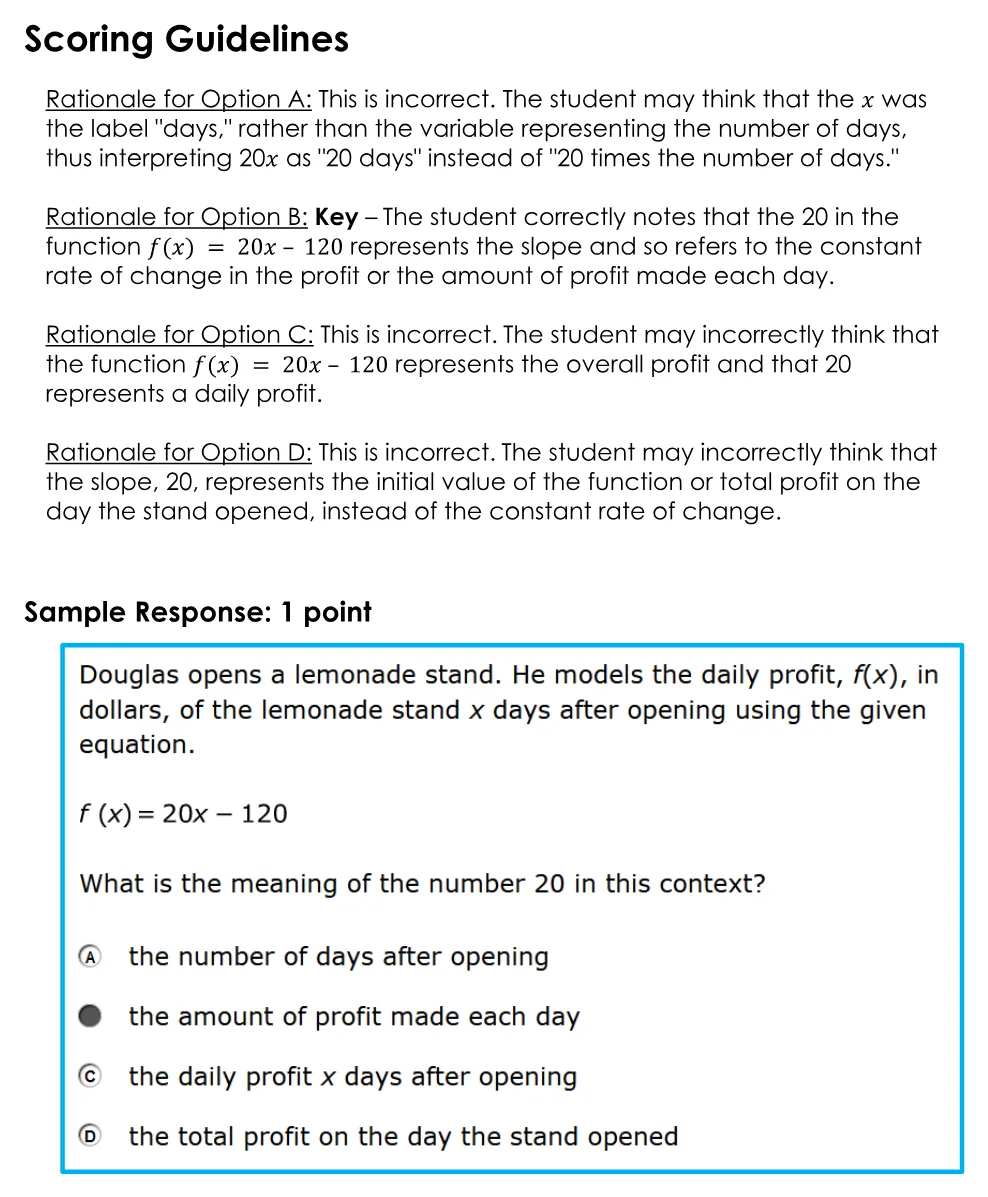 Scoring Guidelines
Rationale for Option A: This is incorrect. The student may think that the x was
the label "days," rather than the variable representing the number of days,
thus interpreting 20x as "20 days" instead of "20 times the number of days."
Rationale for Option B: Key – The student correctly notes that the 20 in the
function f(x) = 20x – 120 represents the slope and so refers to the constant
rate of change in the profit or the amount of profit made each day.
Rationale for Option C: This is incorrect. The student may incorrectly think that
the function f(x) = 20x – 120 represents the overall profit and that 20
represents a daily profit.
Rationale for Option D: This is incorrect. The student may incorrectly think that
the slope, 20, represents the initial value of the function or total profit on the
day the stand opened, instead of the constant rate of change.
Sample Response: 1 point
Douglas opens a lemonade stand. He models the daily profit, f(x), in
dollars, of the lemonade stand x days after opening using the given
equation.
f (x) = 20x – 120
What is the meaning of the number 20 in this context?
A the number of days after opening
the amount of profit made each day
C the daily profit x days after opening
D the total profit on the day the stand opened